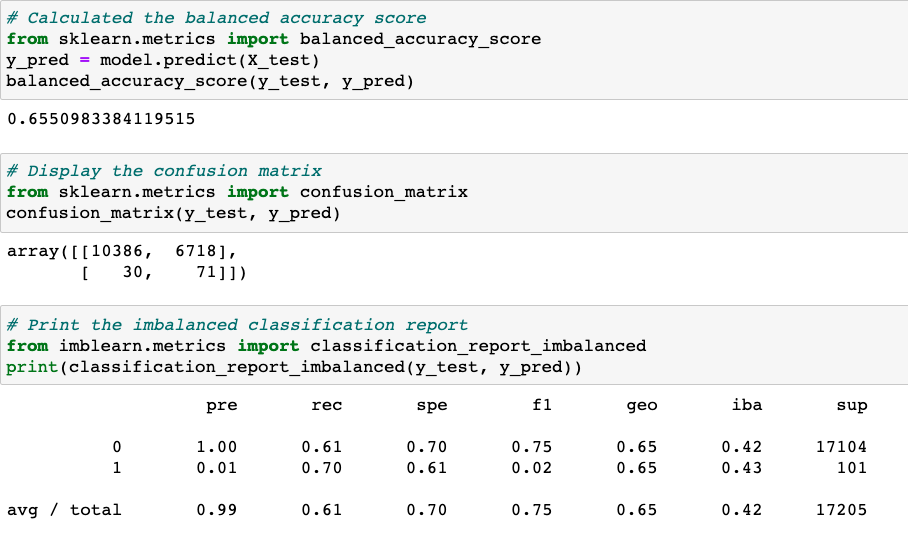 # Calculated the balanced accuracy score
from sklearn.metrics import balanced_accuracy_score
y_pred = model.predict(X_test)
balanced_accuracy_score(y_test, y_pred)
0.6550983384119515
# Display the confusion matrix
from sklearn.metrics import confusion_matrix
confusion_matrix(y_test, y_pred)
array([[10386,  6718],
       [   30,    71]])
# Print the imbalanced classification report
from imblearn.metrics import classification_report_imbalanced
print(classification_report_imbalanced(y_test, y_pred))
pre rec spe f1 geo iba sup
0 1.00 0.61 0.70 0.75 0.65 0.42 17104
1 0.01 0.70 0.61 0.02 0.65 0.43 101
avg / total 0.99 0.61 0.70 0.75 0.65 0.42 17205